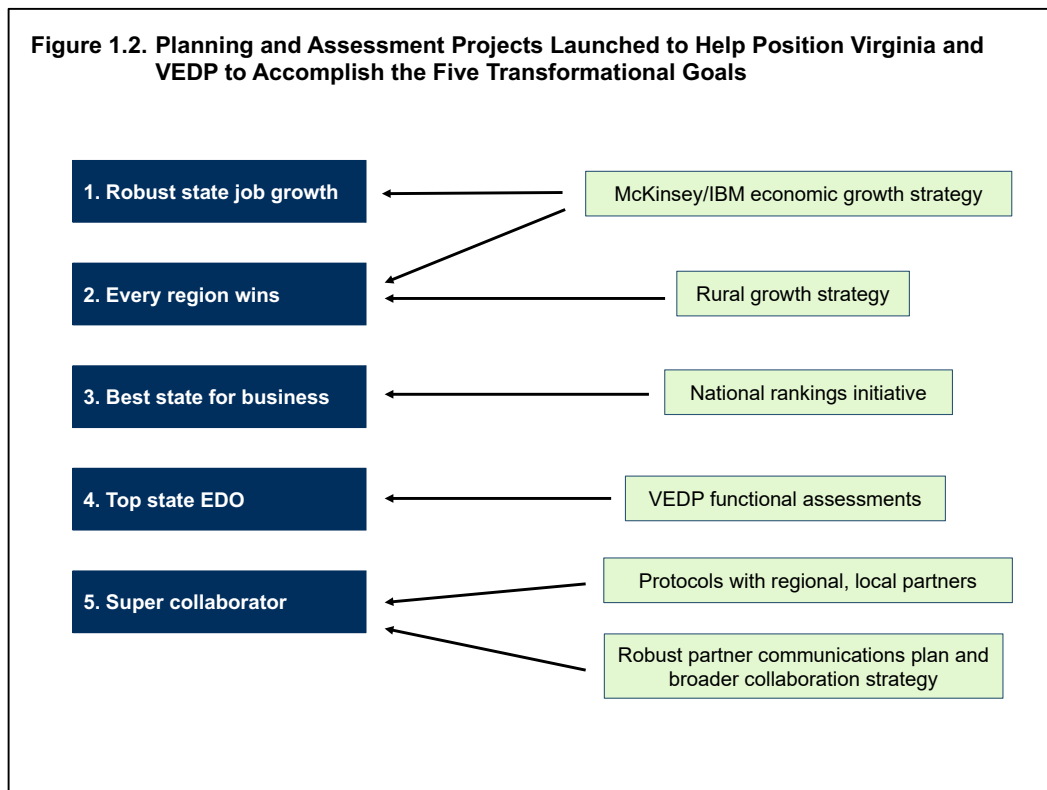 Figure 1.2. Planning and Assessment Projects Launched to Help Position Virginia and
VEDP to Accomplish the Five Transformational Goals
1. Robust state job growth
McKinsey/IBM economic growth strategy
2. Every region wins
Rural growth strategy
3. Best state for business
National rankings initiative
4. Top state EDO
VEDP functional assessments
5. Super collaborator
Protocols with regional, local partners
Robust partner communications plan and
broader collaboration strategy